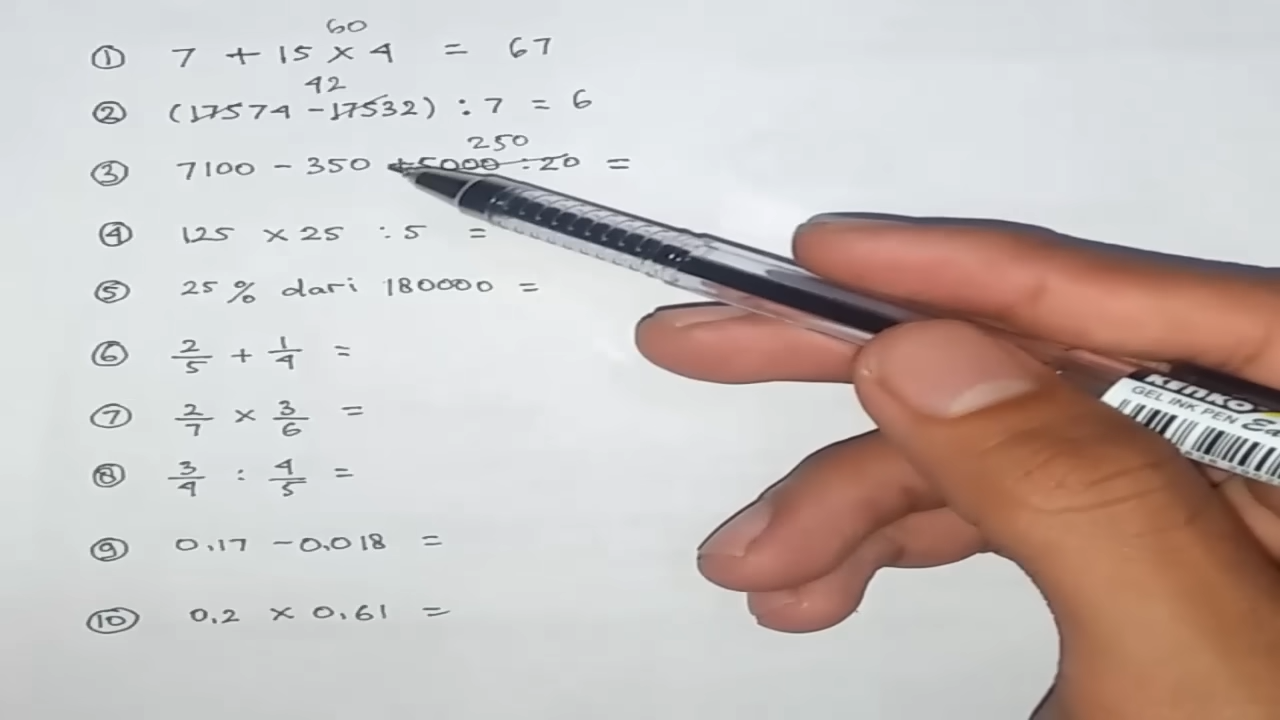 60
① 7 + 15 x 4 = 67
42
② (17574 - 17532) : 7 = 6
250
③ 7100 - 350 +5000 : 20 =
④ 125 x 25 : 5 =
⑤ 25 % dari 180000 =
⑥ 2/5 + 1/4 =
⑦ 2/7 x 3/6 =
⑧ 3/4 : 4/5 =
⑨ 0,17 - 0,018 =
⑩ 0,2 x 0,61 =
KENKO
GEL INK PEN